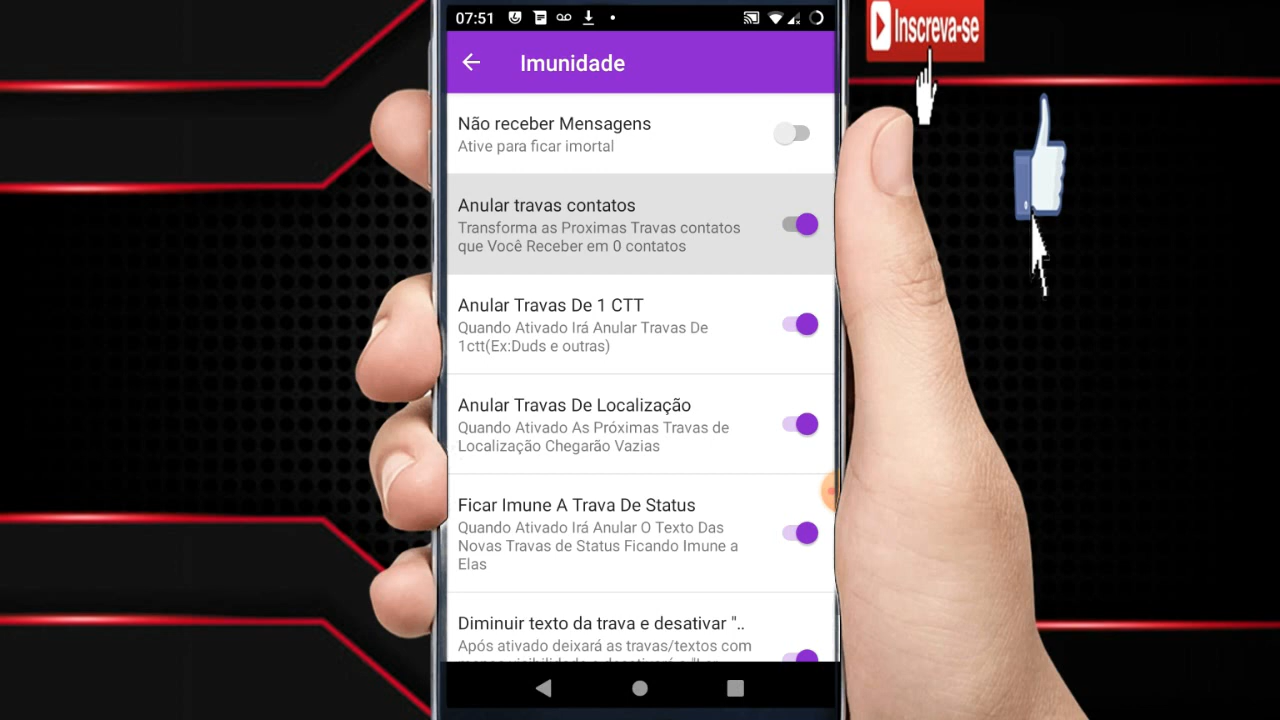 07:51
Inscreva-se
Imunidade
Não receber Mensagens
Ative para ficar imortal
Anular travas contatos
Transforma as Proximas Travas contatos
que Você Receber em 0 contatos
Anular Travas De 1 CTT
Quando Ativado Irá Anular Travas De
1ctt(Ex:Duds e outras)
Anular Travas De Localização
Quando Ativado As Próximas Travas de
Localização Chegarão Vazias
Ficar Imune A Trava De Status
Quando Ativado Irá Anular O Texto Das
Novas Travas de Status Ficando Imune a
Elas
Diminuir texto da trava e desativar "..
Após ativado deixará as travas/textos com